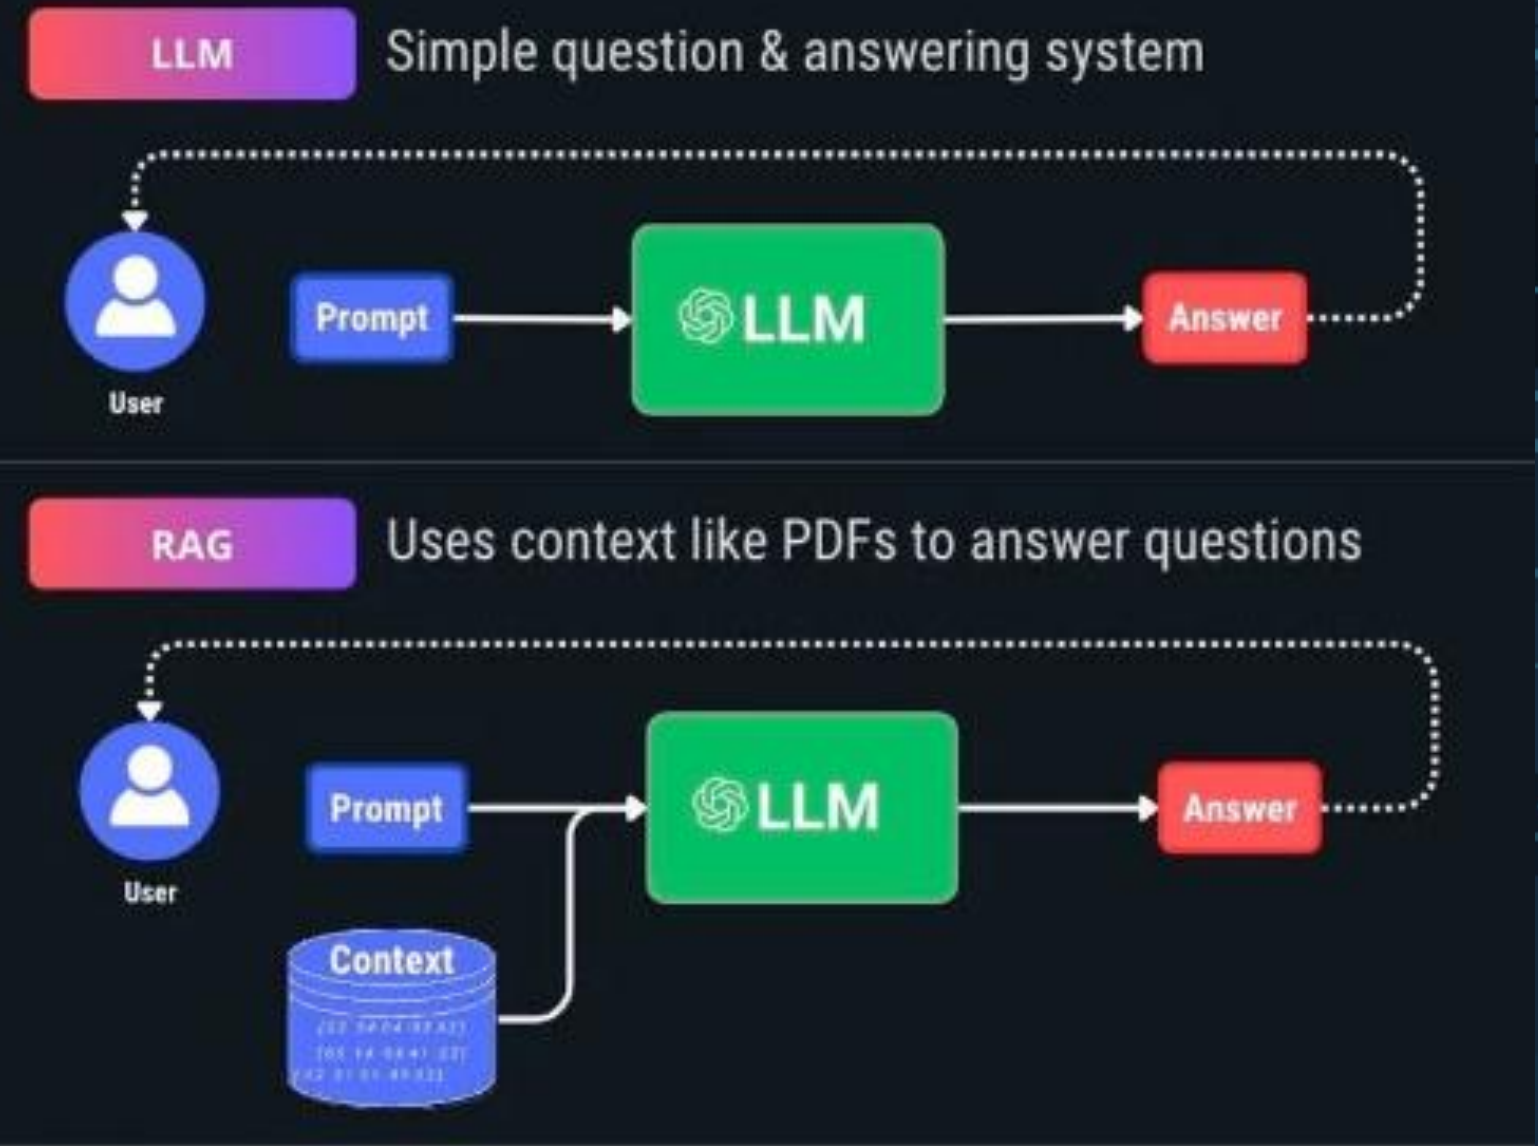 LLM
Simple question & answering system
Prompt
LLM
Answer
User
RAG
Uses context like PDFs to answer questions
Prompt
LLM
Answer
User
Context